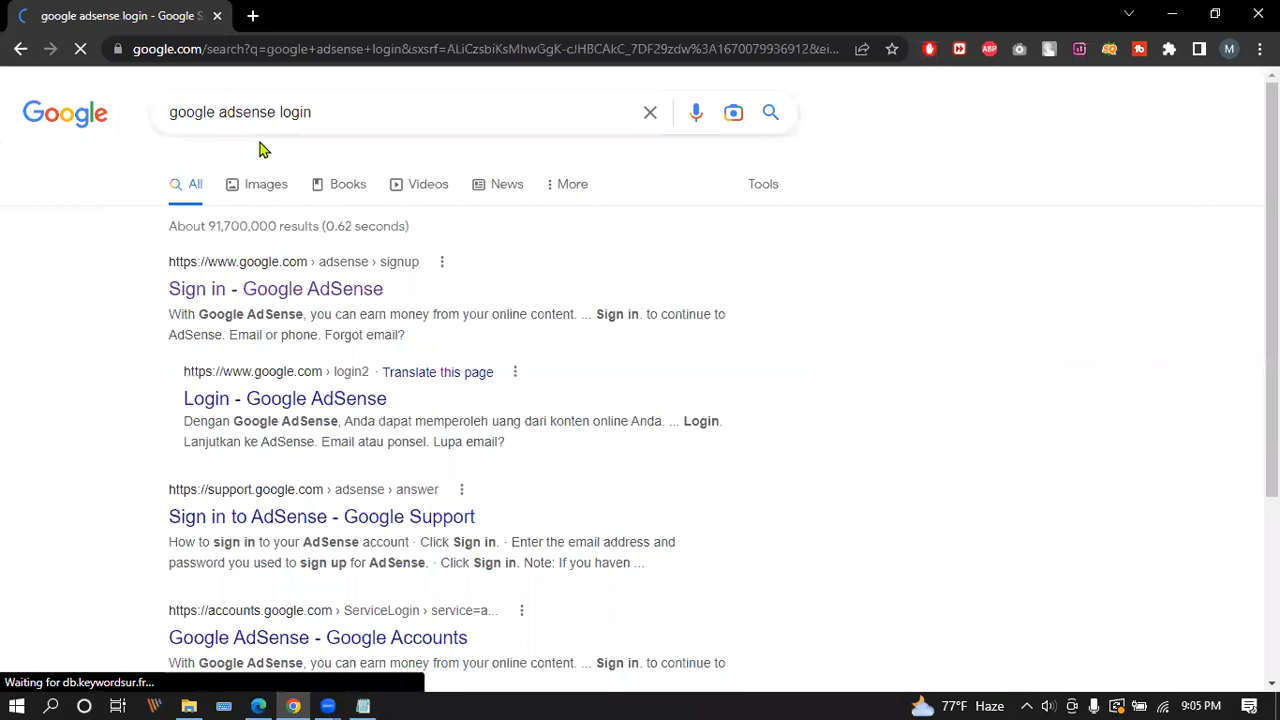 google adsense login - Google S
google.com/search?q=google+adsense+login&sxsrf=ALiCzsbiKsMhwGgK-cJHBCAkC_7DF29zdw%3A1670079936912&ei...
ABP
M
Google
google adsense login
All
Images
Books
Videos
News
More
Tools
About 91,700,000 results (0.62 seconds)
https://www.google.com › adsense › signup
Sign in - Google AdSense
With Google AdSense, you can earn money from your online content. ... Sign in. to continue to
AdSense. Email or phone. Forgot email?
https://www.google.com › login2 · Translate this page
Login - Google AdSense
Dengan Google AdSense, Anda dapat memperoleh uang dari konten online Anda. ... Login.
Lanjutkan ke AdSense. Email atau ponsel. Lupa email?
https://support.google.com › adsense › answer
Sign in to AdSense - Google Support
How to sign in to your AdSense account · Click Sign in. · Enter the email address and
password you used to sign up for AdSense. · Click Sign in. Note: If you haven ...
https://accounts.google.com › ServiceLogin › service=a...
Google AdSense - Google Accounts
With Google AdSense, you can earn money from your online content. ... Sign in. to continue to
Waiting for db.keywordsur.fr...
77°F Haze
9:05 PM